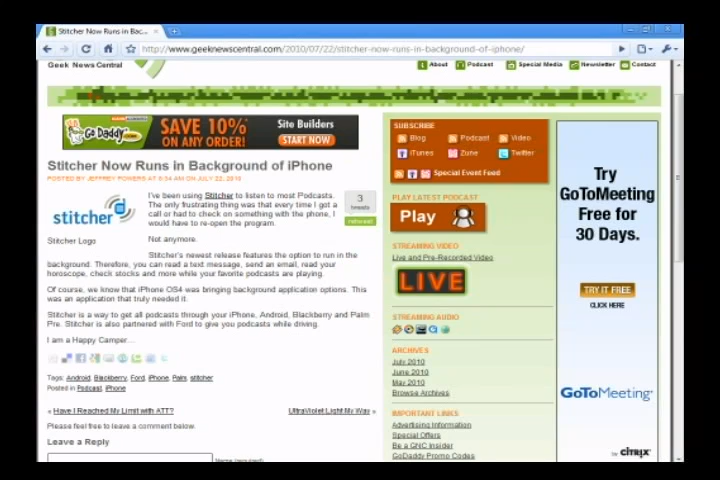 Stitcher Now Runs in Bac...
http://www.geeknewscentral.com/2010/07/22/stitcher-now-runs-in-background-of-iphone/
Geek News Central
About Podcast Special Media Newsletter Contact
Go Daddy.com
SAVE 10%*
ON ANY ORDER!
Site Builders
START NOW
Stitcher Now Runs in Background of iPhone
POSTED BY JEFFREY POWERS AT 6:54 AM ON JULY 22, 2010
stitcher
Stitcher Logo
I've been using Stitcher to listen to most Podcasts.
The only frustrating thing was that every time I got a
call or had to check on something with the phone, I
would have to re-open the program.
3
tweets
retweet
Not anymore.
Stitcher's newest release features the option to run in the
background. Therefore, you can read a text message, send an email, read your
horoscope, check stocks and more while your favorite podcasts are playing.
Of course, we know that iPhone OS4 was bringing background application options. This
was an application that truly needed it.
Stitcher is a way to get all podcasts through your iPhone, Android, Blackberry and Palm
Pre. Stitcher is also partnered with Ford to give you podcasts while driving.
I am a Happy Camper...
Tags: Android, Blackberry, Ford, iPhone, Palm, stitcher
Posted in Podcast, iPhone
« Have I Reached My Limit with ATT?
UltraViolet Light My Way »
Please feel free to leave a comment below.
Leave a Reply
Name (required)
SUBSCRIBE
Blog Podcast Video
iTunes Zune Twitter
Special Event Feed
PLAY LATEST PODCAST
Play
STREAMING VIDEO
Live and Pre-Recorded Video
LIVE
STREAMING AUDIO
ARCHIVES
July 2010
June 2010
May 2010
Browse Archives
IMPORTANT LINKS
Advertising Information
Special Offers
Be a GNC Insider
GoDaddy Promo Codes
Try
GoToMeeting
Free for
30 Days.
TRY IT FREE
CLICK HERE
GoToMeeting
by CITRIX